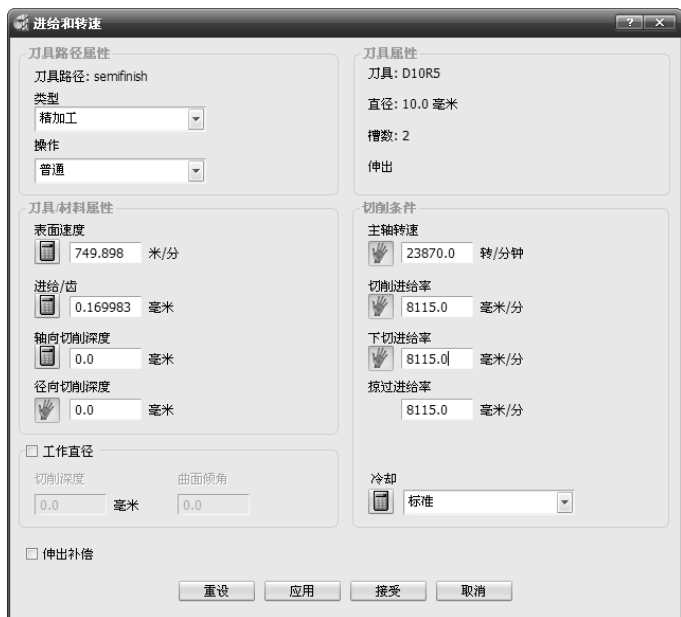 进给和转速
刀具路径属性
刀具路径: semifinish
类型
精加工
操作
普通
刀具属性
刀具: D10R5
直径: 10.0 毫米
槽数: 2
伸出
刀具/材料属性
表面速度
749.898 米/分
进给/齿
0.169983 毫米
轴向切削深度
0.0 毫米
径向切削深度
0.0 毫米
切削条件
主轴转速
23870.0 转/分钟
切削进给率
8115.0 毫米/分
下切进给率
8115.0 毫米/分
掠过进给率
8115.0 毫米/分
工作直径
切削深度 曲面倾角
0.0 毫米 0.0
冷却
标准
伸出补偿
重设 应用 接受 取消